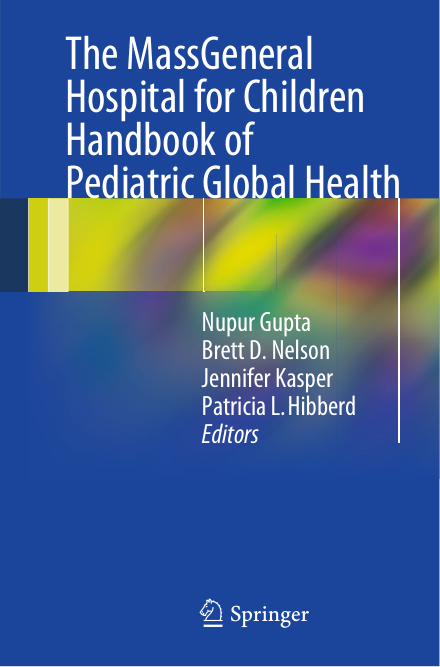 The MassGeneral
Hospital for Children
Handbook of
Pediatric Global Health
Nupur Gupta
Brett D. Nelson
Jennifer Kasper
Patricia L. Hibberd
Editors
Springer